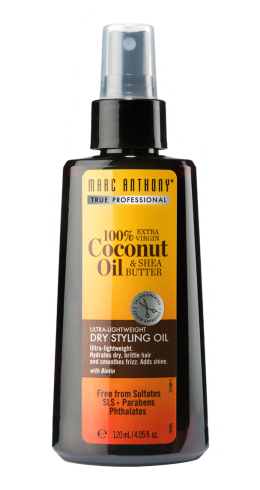 MARC ANTHONY®
TRUE PROFESSIONAL
100% EXTRA VIRGIN
Coconut
Oil & SHEA BUTTER
ULTRA-LIGHTWEIGHT
DRY STYLING OIL
Ultra-lightweight.
Hydrates dry, brittle hair
and smoothes frizz. Adds shine.
with Biotin
Free from Sulfates
SLS • Parabens
Phthalates
120 mL/4.05 fl. oz.